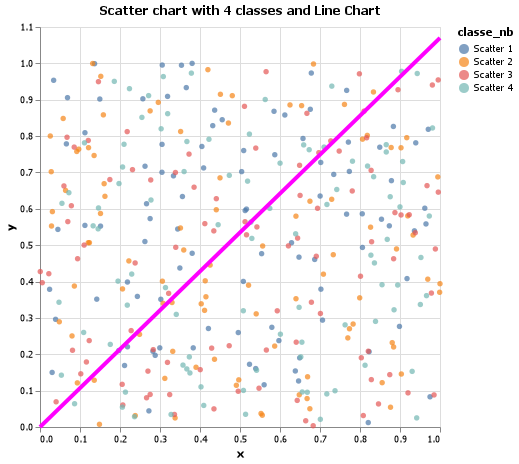 Scatter chart with 4 classes and Line Chart
classe_nb
Scatter 1
Scatter 2
Scatter 3
Scatter 4
y
1.1
1.0
0.9
0.8
0.7
0.6
0.5
0.4
0.3
0.2
0.1
0.0
0.0 0.1 0.2 0.3 0.4 0.5 0.6 0.7 0.8 0.9 1.0
x